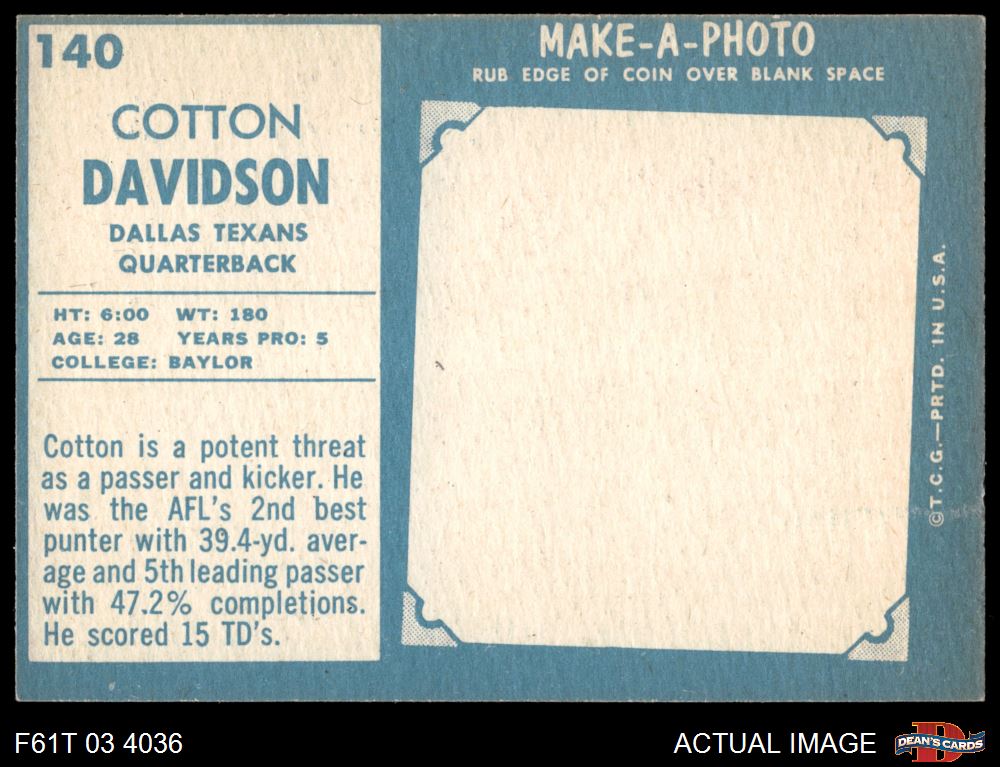 140
COTTON
DAVIDSON
DALLAS TEXANS
QUARTERBACK
HT: 6:00 WT: 180
AGE: 28 YEARS PRO: 5
COLLEGE: BAYLOR
Cotton is a potent threat
as a passer and kicker. He
was the AFL's 2nd best
punter with 39.4-yd. aver-
age and 5th leading passer
with 47.2% completions.
He scored 15 TD's.
MAKE-A-PHOTO
RUB EDGE OF COIN OVER BLANK SPACE
©T.C.G.—PRTD. IN U.S.A.
F61T 03 4036
ACTUAL IMAGE
D
DEAN'S CARDS